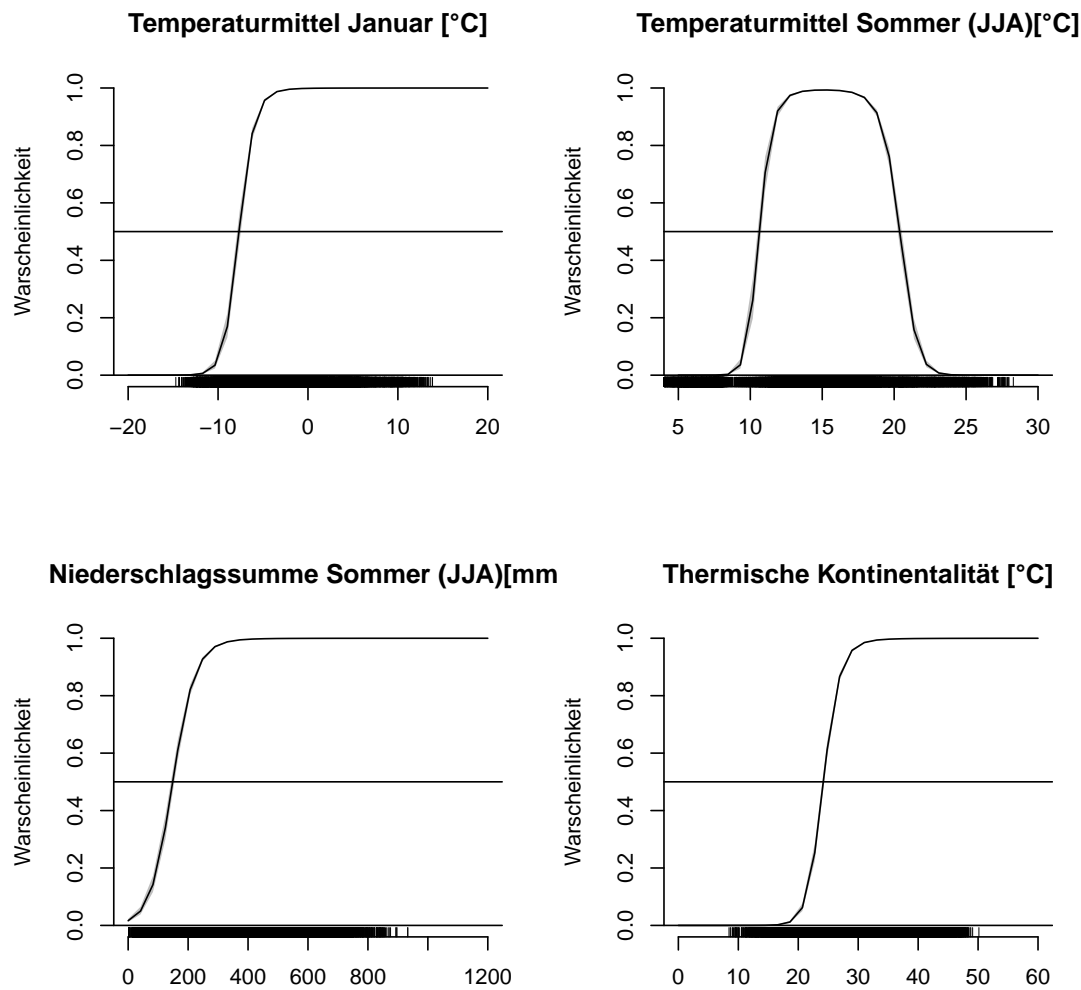 Temperaturmittel Januar [°C]
Warscheinlichkeit
0.0 0.2 0.4 0.6 0.8 1.0
−20 −10 0 10 20
Temperaturmittel Sommer (JJA)[°C]
Warscheinlichkeit
0.0 0.2 0.4 0.6 0.8 1.0
5 10 15 20 25 30
Niederschlagssumme Sommer (JJA)[mm
Warscheinlichkeit
0.0 0.2 0.4 0.6 0.8 1.0
0 200 400 600 800 1200
Thermische Kontinentalität [°C]
Warscheinlichkeit
0.0 0.2 0.4 0.6 0.8 1.0
0 10 20 30 40 50 60